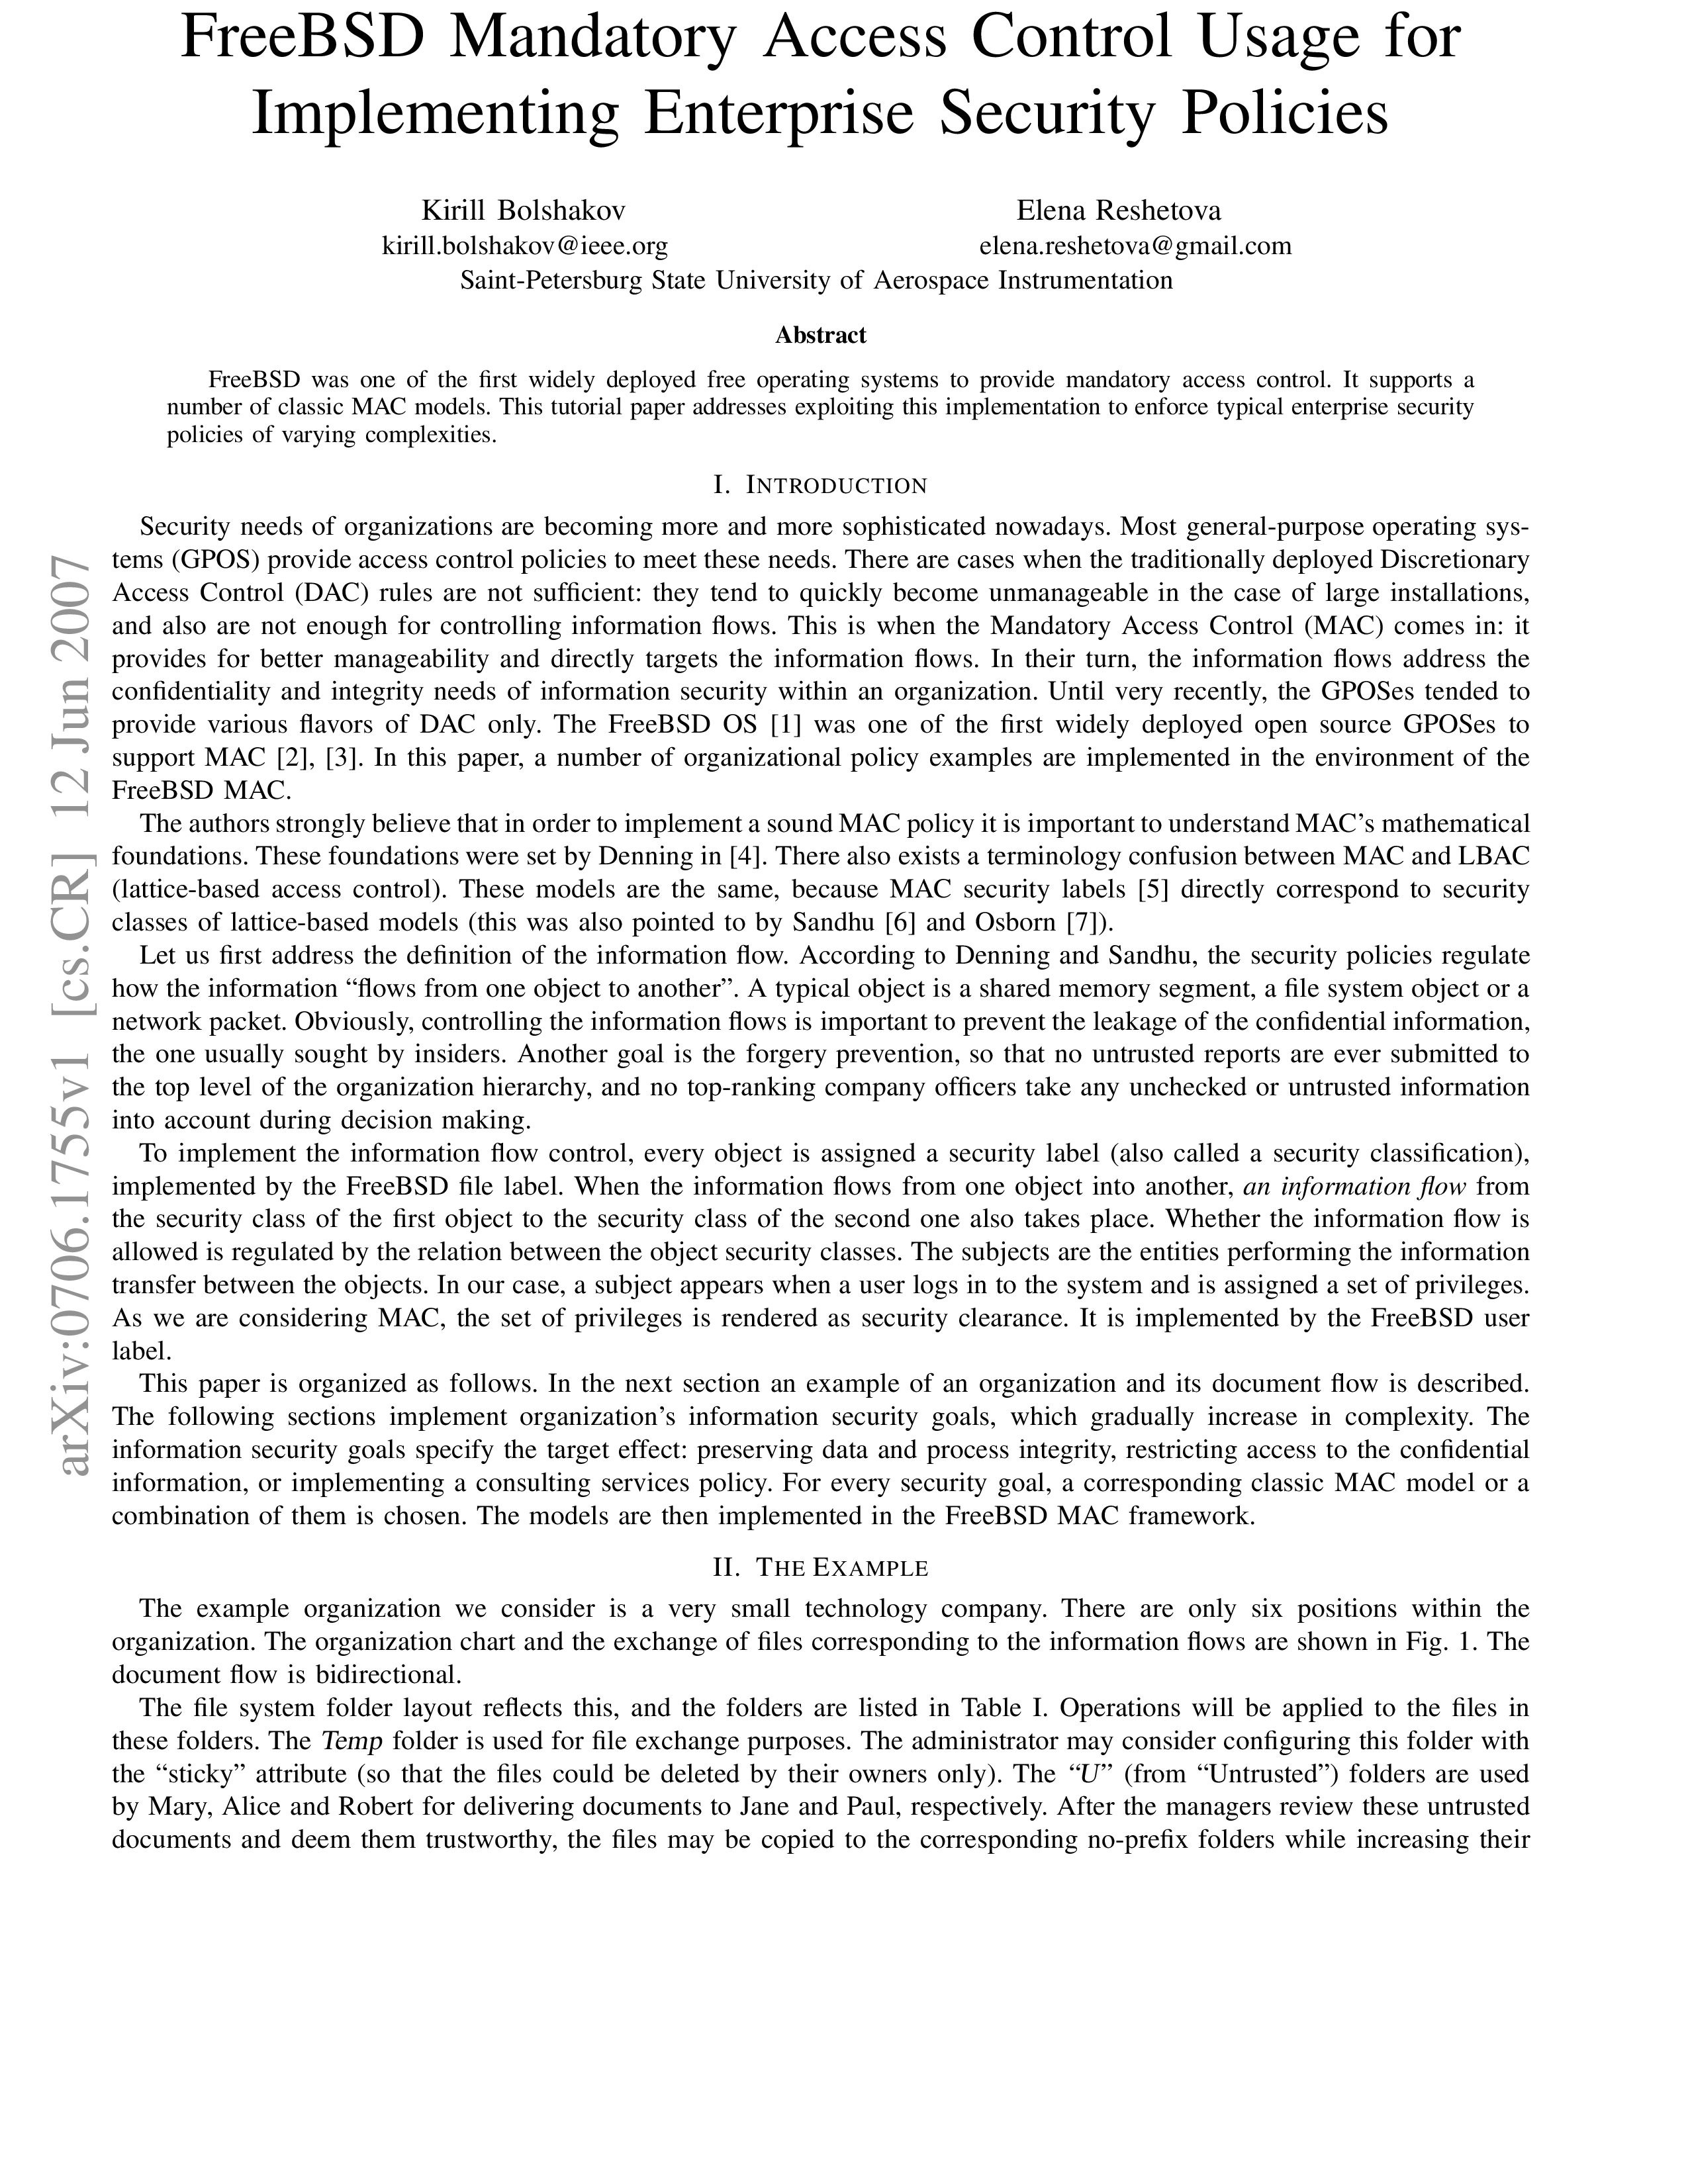 FreeBSD Mandatory Access Control Usage for
Implementing Enterprise Security Policies
Kirill Bolshakov
kirill.bolshakov@ieee.org
Elena Reshetova
elena.reshetova@gmail.com
Saint-Petersburg State University of Aerospace Instrumentation
Abstract
FreeBSD was one of the first widely deployed free operating systems to provide mandatory access control. It supports a
number of classic MAC models. This tutorial paper addresses exploiting this implementation to enforce typical enterprise security
policies of varying complexities.
I. INTRODUCTION
Security needs of organizations are becoming more and more sophisticated nowadays. Most general-purpose operating sys-
tems (GPOS) provide access control policies to meet these needs. There are cases when the traditionally deployed Discretionary
Access Control (DAC) rules are not sufficient: they tend to quickly become unmanageable in the case of large installations,
and also are not enough for controlling information flows. This is when the Mandatory Access Control (MAC) comes in: it
provides for better manageability and directly targets the information flows. In their turn, the information flows address the
confidentiality and integrity needs of information security within an organization. Until very recently, the GPOSes tended to
provide various flavors of DAC only. The FreeBSD OS [1] was one of the first widely deployed open source GPOSes to
support MAC [2], [3]. In this paper, a number of organizational policy examples are implemented in the environment of the
FreeBSD MAC.
The authors strongly believe that in order to implement a sound MAC policy it is important to understand MAC's mathematical
foundations. These foundations were set by Denning in [4]. There also exists a terminology confusion between MAC and LBAC
(lattice-based access control). These models are the same, because MAC security labels [5] directly correspond to security
classes of lattice-based models (this was also pointed to by Sandhu [6] and Osborn [7]).
Let us first address the definition of the information flow. According to Denning and Sandhu, the security policies regulate
how the information “flows from one object to another”. A typical object is a shared memory segment, a file system object or a
network packet. Obviously, controlling the information flows is important to prevent the leakage of the confidential information,
the one usually sought by insiders. Another goal is the forgery prevention, so that no untrusted reports are ever submitted to
the top level of the organization hierarchy, and no top-ranking company officers take any unchecked or untrusted information
into account during decision making.
To implement the information flow control, every object is assigned a security label (also called a security classification),
implemented by the FreeBSD file label. When the information flows from one object into another, an information flow from
the security class of the first object to the security class of the second one also takes place. Whether the information flow is
allowed is regulated by the relation between the object security classes. The subjects are the entities performing the information
transfer between the objects. In our case, a subject appears when a user logs in to the system and is assigned a set of privileges.
As we are considering MAC, the set of privileges is rendered as security clearance. It is implemented by the FreeBSD user
label.
This paper is organized as follows. In the next section an example of an organization and its document flow is described.
The following sections implement organization's information security goals, which gradually increase in complexity. The
information security goals specify the target effect: preserving data and process integrity, restricting access to the confidential
information, or implementing a consulting services policy. For every security goal, a corresponding classic MAC model or a
combination of them is chosen. The models are then implemented in the FreeBSD MAC framework.
II. THE EXAMPLE
The example organization we consider is a very small technology company. There are only six positions within the
organization. The organization chart and the exchange of files corresponding to the information flows are shown in Fig. 1. The
document flow is bidirectional.
The file system folder layout reflects this, and the folders are listed in Table I. Operations will be applied to the files in
these folders. The Temp folder is used for file exchange purposes. The administrator may consider configuring this folder with
the “sticky” attribute (so that the files could be deleted by their owners only). The “U” (from “Untrusted”) folders are used
by Mary, Alice and Robert for delivering documents to Jane and Paul, respectively. After the managers review these untrusted
documents and deem them trustworthy, the files may be copied to the corresponding no-prefix folders while increasing their
arXiv:0706.1755v1 [cs.CR] 12 Jun 2007